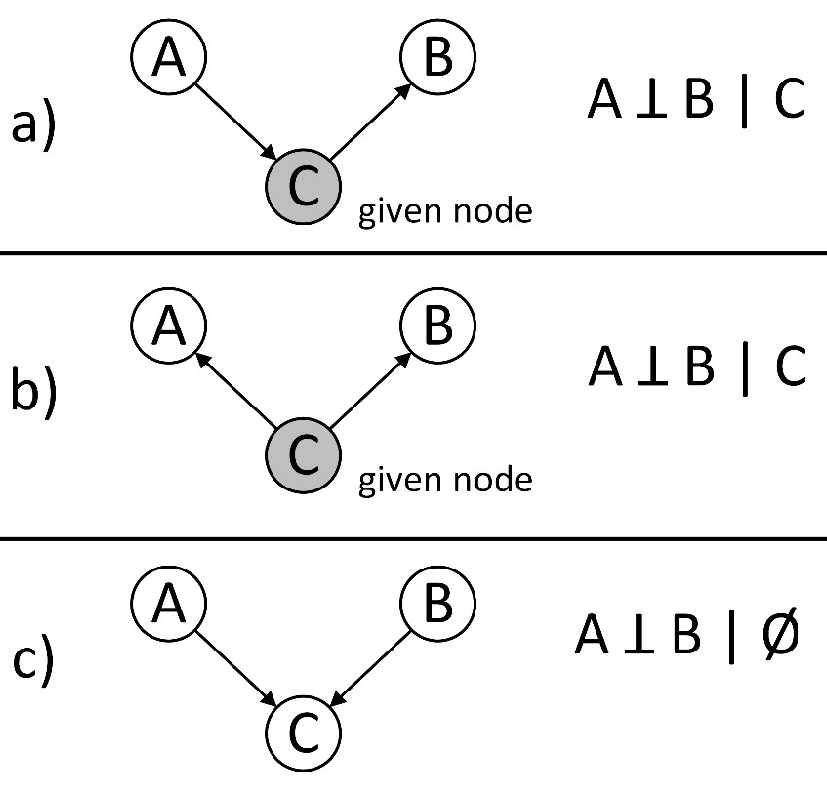 A B
a)
A ⊥ B | C
C
given node
A B
b)
A ⊥ B | C
C
given node
A B
c)
A ⊥ B | Ø
C